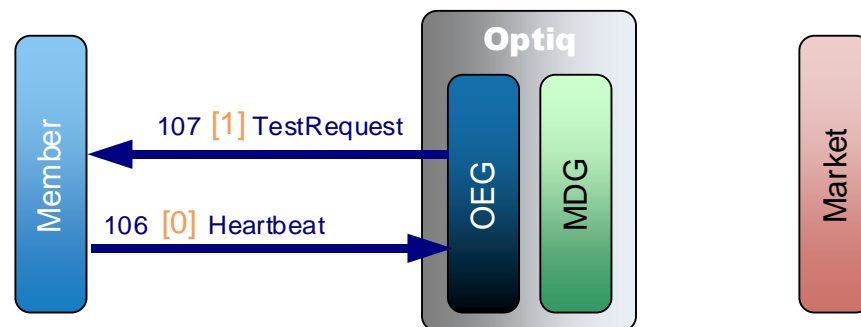 Optiq
Member
107 [1] TestRequest
106 [0] Heartbeat
OEG
MDG
Market